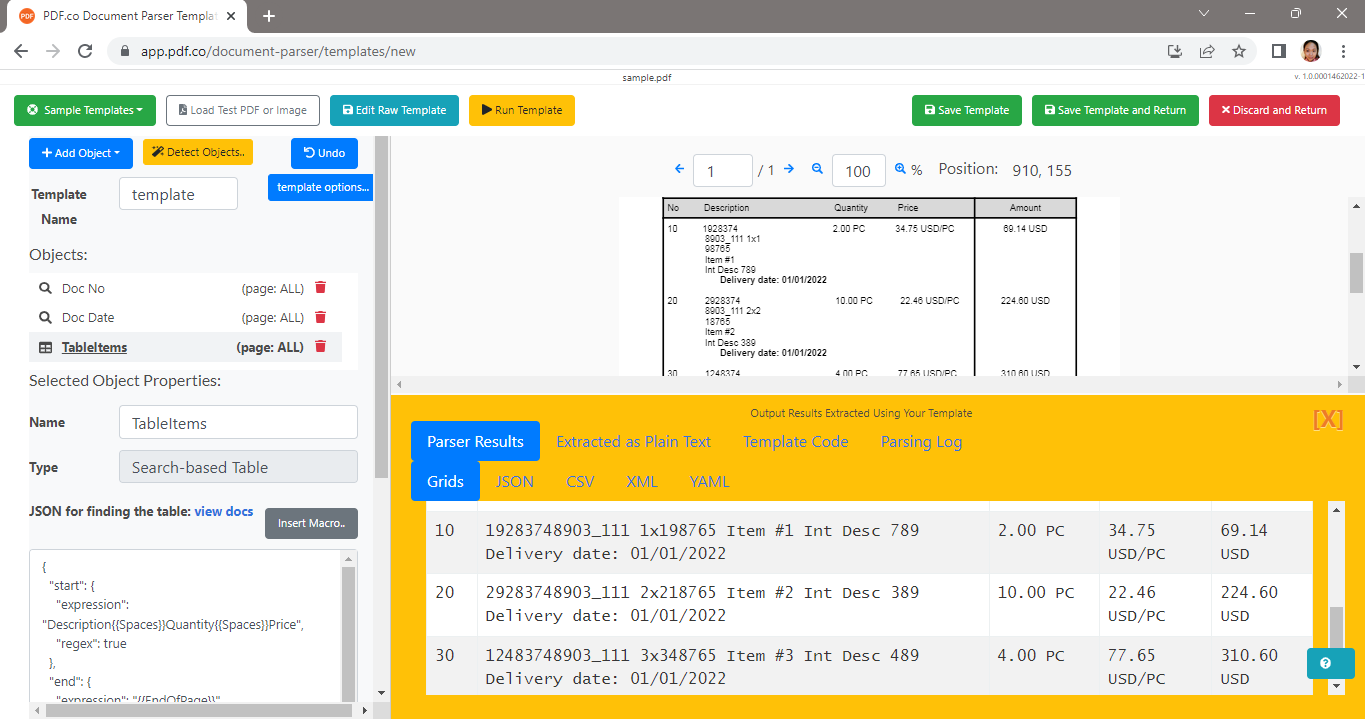 PDF.co Document Parser Templa
app.pdf.co/document-parser/templates/new
sample.pdf
v. 1.0.0001462022-1
Sample Templates
Load Test PDF or Image
Edit Raw Template
Run Template
Save Template
Save Template and Return
Discard and Return
Add Object
Detect Objects..
Undo
template options...
Template Name
template
Objects:
Doc No (page: ALL)
Doc Date (page: ALL)
TableItems (page: ALL)
Selected Object Properties:
Name TableItems
Type Search-based Table
JSON for finding the table: view docs
Insert Macro..
{
"start": {
"expression":
"Description{{Spaces}}Quantity{{Spaces}}Price",
"regex": true
},
"end": {
"expression": "{{EndOfPage}}"
1 / 1 100 % Position: 910, 155
No Description Quantity Price Amount
10 1928374 2.00 PC 34.75 USD/PC 69.14 USD
8903_111 1x1
98765
Item #1
Int Desc 789
Delivery date: 01/01/2022
20 2928374 10.00 PC 22.46 USD/PC 224.60 USD
8903_111 2x2
18765
Item #2
Int Desc 389
Delivery date: 01/01/2022
30 1248374 4.00 PC 77.65 USD/PC 310.60 USD
Output Results Extracted Using Your Template
[X]
Parser Results Extracted as Plain Text Template Code Parsing Log
Grids JSON CSV XML YAML
10 19283748903_111 1x198765 Item #1 Int Desc 789 2.00 PC 34.75 69.14
Delivery date: 01/01/2022 USD/PC USD
20 29283748903_111 2x218765 Item #2 Int Desc 389 10.00 PC 22.46 224.60
Delivery date: 01/01/2022 USD/PC USD
30 12483748903_111 3x348765 Item #3 Int Desc 489 4.00 PC 77.65 310.60
Delivery date: 01/01/2022 USD/PC USD